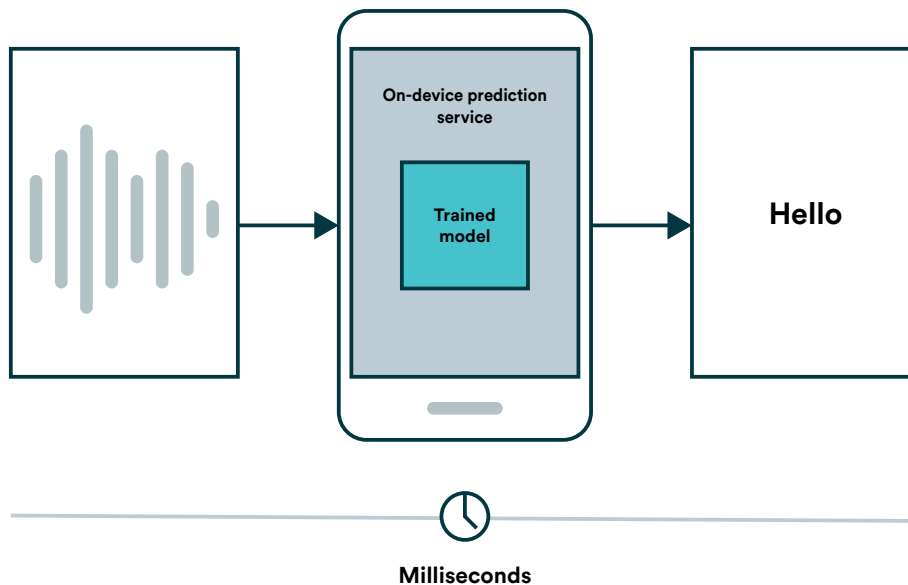 On-device prediction
service
Trained
model
Hello
Milliseconds